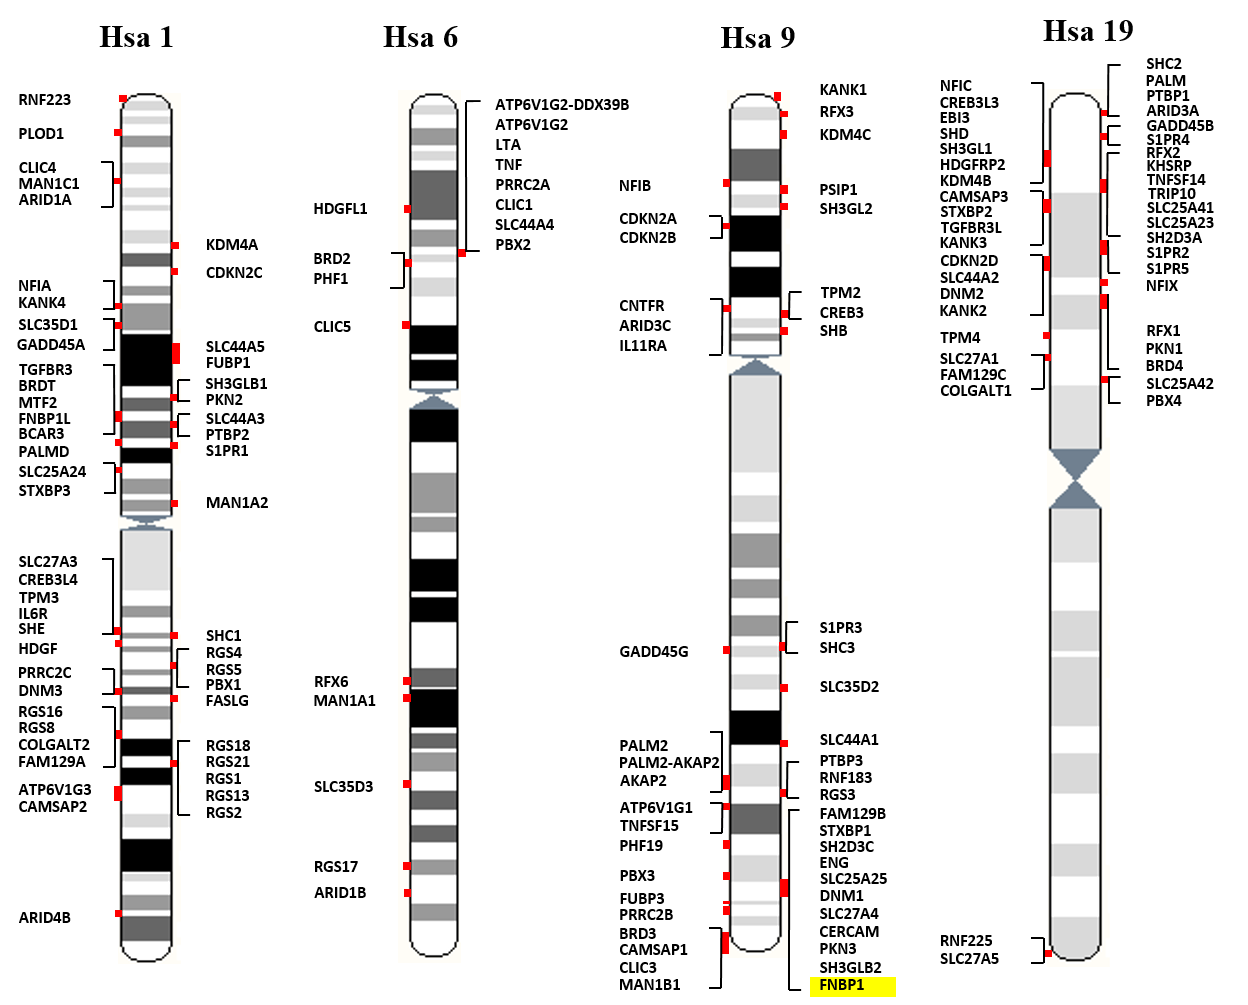 Hsa 1
RNF223
PLOD1
CLIC4
MAN1C1
ARID1A
NFIA
KANK4
SLC35D1
GADD45A
TGFBR3
BRDT
MTF2
FNBP1L
BCAR3
PALMD
SLC25A24
STXBP3
SLC27A3
CREB3L4
TPM3
IL6R
SHE
HDGF
PRRC2C
DNM3
RGS16
RGS8
COLGALT2
FAM129A
ATP6V1G3
CAMSAP2
ARID4B
KDM4A
CDKN2C
SLC44A5
FUBP1
SH3GLB1
PKN2
SLC44A3
PTBP2
S1PR1
MAN1A2
SHC1
RGS4
RGS5
PBX1
FASLG
RGS18
RGS21
RGS1
RGS13
RGS2
Hsa 6
HDGFL1
BRD2
PHF1
CLIC5
RFX6
MAN1A1
SLC35D3
RGS17
ARID1B
ATP6V1G2-DDX39B
ATP6V1G2
LTA
TNF
PRRC2A
CLIC1
SLC44A4
PBX2
Hsa 9
NFIB
CDKN2A
CDKN2B
CNTFR
ARID3C
IL11RA
GADD45G
PALM2
PALM2-AKAP2
AKAP2
ATP6V1G1
TNFSF15
PHF19
PBX3
FUBP3
PRRC2B
BRD3
CAMSAP1
CLIC3
MAN1B1
KANK1
RFX3
KDM4C
PSIP1
SH3GL2
TPM2
CREB3
SHB
S1PR3
SHC3
SLC35D2
SLC44A1
PTBP3
RNF183
RGS3
FAM129B
STXBP1
SH2D3C
ENG
SLC25A25
DNM1
SLC27A4
CERCAM
PKN3
SH3GLB2
FNBP1
Hsa 19
NFIC
CREB3L3
EBI3
SHD
SH3GL1
HDGFRP2
KDM4B
CAMSAP3
STXBP2
TGFBR3L
KANK3
CDKN2D
SLC44A2
DNM2
KANK2
TPM4
SLC27A1
FAM129C
COLGALT1
RNF225
SLC27A5
SHC2
PALM
PTBP1
ARID3A
GADD45B
S1PR4
RFX2
KHSRP
TNFSF14
TRIP10
SLC25A41
SLC25A23
SH2D3A
S1PR2
S1PR5
NFIX
RFX1
PKN1
BRD4
SLC25A42
PBX4